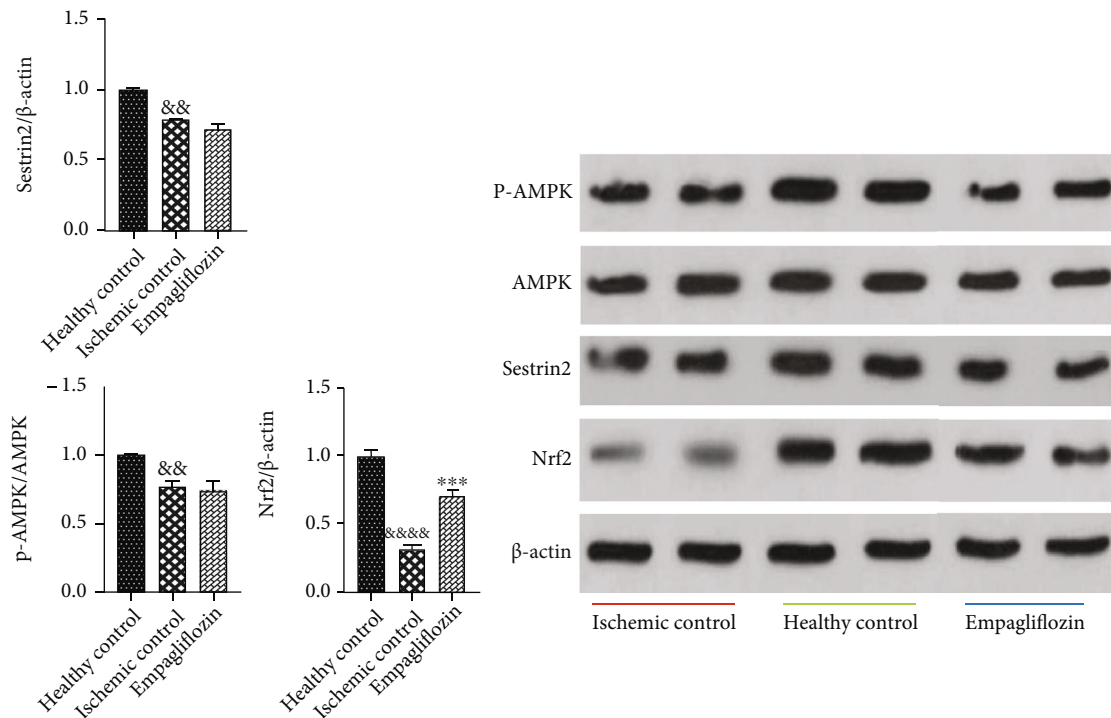 1.5
1.0
0.5
0.0
Sestrin2/β-actin
&&
Healthy control
Ischemic control
Empagliflozin
1.5
1.0
0.5
0.0
p-AMPK/AMPK
&&
Healthy control
Ischemic control
Empagliflozin
1.5
1.0
0.5
0.0
Nrf2/β-actin
&&&&
***
Healthy control
Ischemic control
Empagliflozin
P-AMPK
AMPK
Sestrin2
Nrf2
β-actin
Ischemic control
Healthy control
Empagliflozin